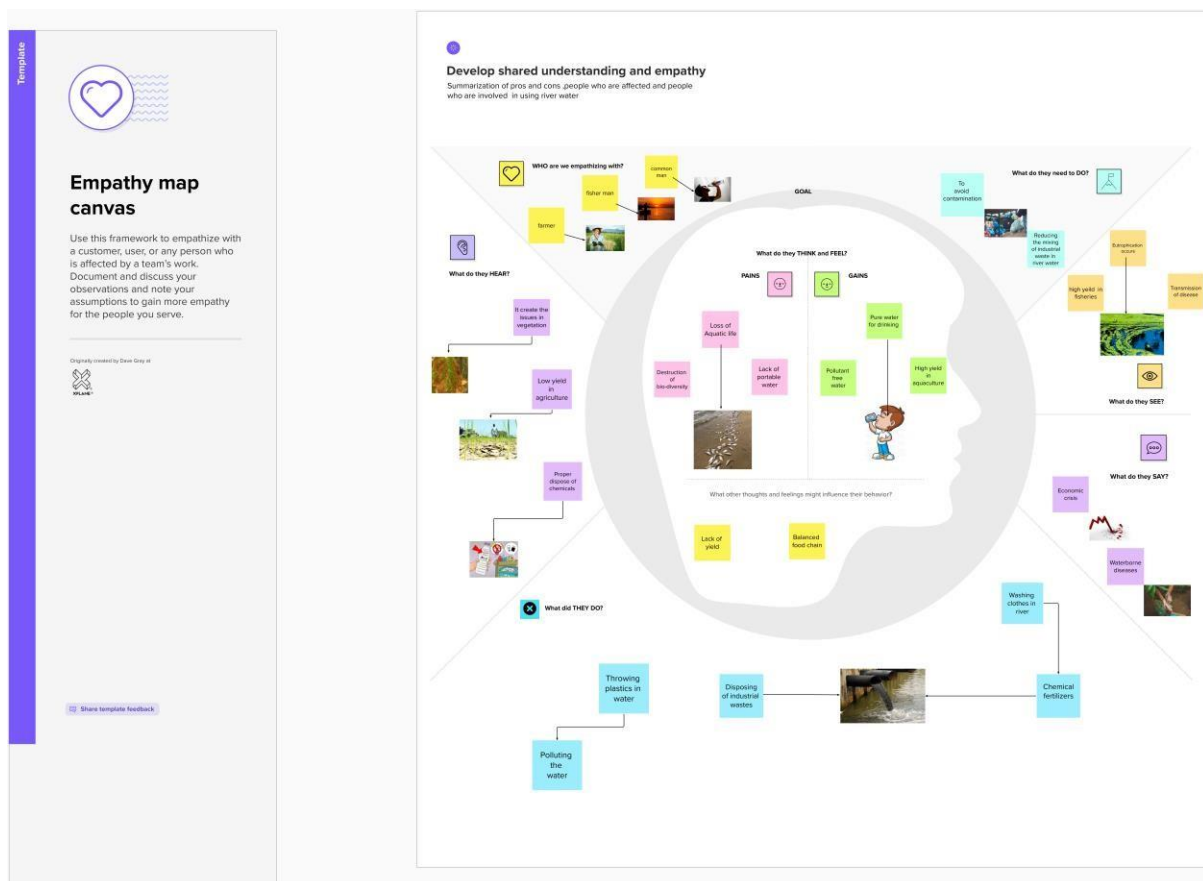 Template
Empathy map
canvas
Use this framework to empathize with
a customer, user, or any person who
is affected by a team's work.
Document and discuss your
observations and note your
assumptions to gain more empathy
for the people you serve.
Originally created by Dave Gray at
XPLANE
Share template feedback
Develop shared understanding and empathy
Summarization of pros and cons ,people who are affected and people
who are involved in using river water
WHO are we empathizing with?
common
man
fisher man
farmer
GOAL
What do they need to DO?
To
avoid
contamination
Reducing
the mixing
of industrial
waste in
river water
What do they HEAR?
It create the
issues in
vegetation
Low yield
in
agriculture
Proper
dispose of
chemicals
What do they THINK and FEEL?
PAINS
GAINS
Loss of
Aquatic life
Destruction
of
bio-diversity
Lack of
portable
water
Pure water
for drinking
Pollutant
free
water
High yield
in
aquaculture
What other thoughts and feelings might influence their behavior?
Lack of
yield
food chain
Eutrophication
occurs
High yeild in
fisheries
Transmission
of disease
What do they SEE?
What do they SAY?
Economic
crisis
Waterborne
diseases
What did THEY DO?
Washing
clothes in
river
Throwing
plastics in
water
Disposing
of industrial
wastes
Chemical
fertilizers
Polluting
the
water